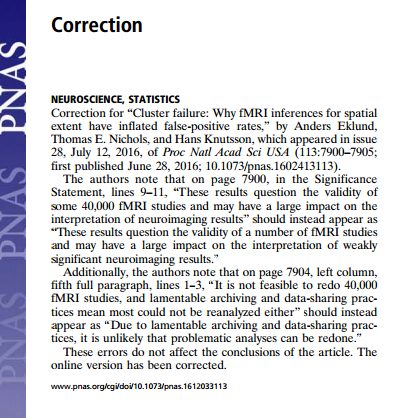 PNAS
PNAS
PNAS
Correction
NEUROSCIENCE, STATISTICS
Correction for “Cluster failure: Why fMRI inferences for spatial
extent have inflated false-positive rates,” by Anders Eklund,
Thomas E. Nichols, and Hans Knutsson, which appeared in issue
28, July 12, 2016, of Proc Natl Acad Sci USA (113:7900–7905;
first published June 28, 2016; 10.1073/pnas.1602413113).
The authors note that on page 7900, in the Significance
Statement, lines 9–11, “These results question the validity of
some 40,000 fMRI studies and may have a large impact on the
interpretation of neuroimaging results” should instead appear as
“These results question the validity of a number of fMRI studies
and may have a large impact on the interpretation of weakly
significant neuroimaging results.”
Additionally, the authors note that on page 7904, left column,
fifth full paragraph, lines 1–3, “It is not feasible to redo 40,000
fMRI studies, and lamentable archiving and data-sharing prac-
tices mean most could not be reanalyzed either” should instead
appear as “Due to lamentable archiving and data-sharing prac-
tices, it is unlikely that problematic analyses can be redone.”
These errors do not affect the conclusions of the article. The
online version has been corrected.
www.pnas.org/cgi/doi/10.1073/pnas.1612033113